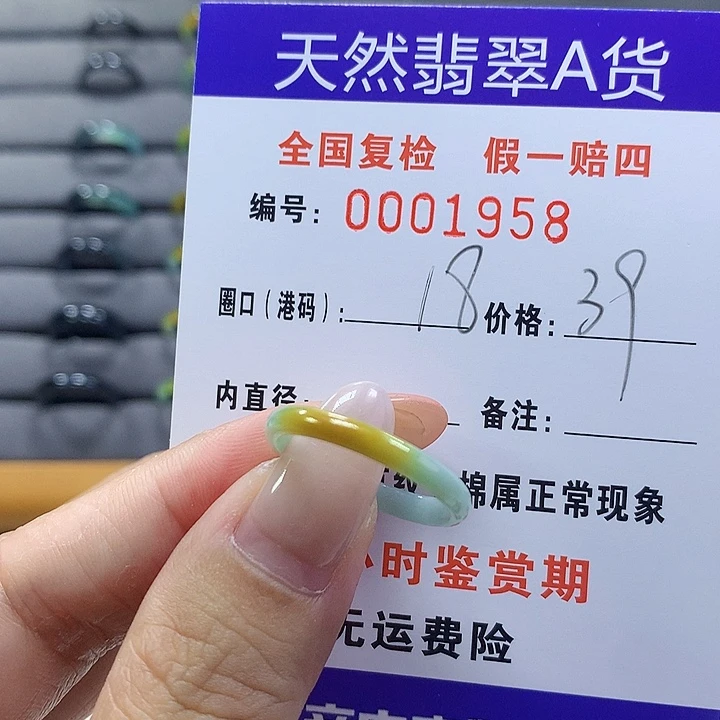 天然翡翠A货
全国复检 假一赔四
编号: 0001958
圈口(港码): 18 价格: 39
内直径: 备注:
棉属正常现象
小时鉴赏期
无运费险